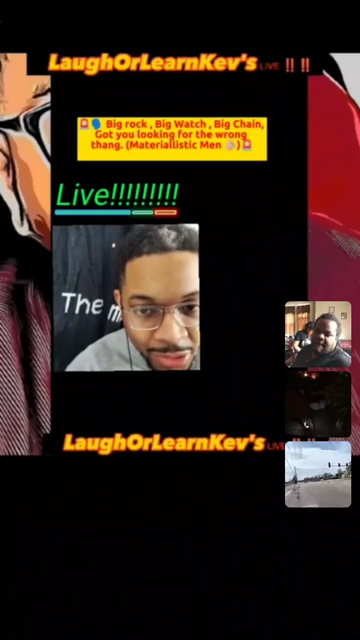 LaughOrLearnKev's LIVE ‼️ ‼️
🚨🗣️ Big rock , Big Watch , Big Chain,
Got you looking for the wrong
thang. (Materiallistic Men 🪨)🚨
Live!!!!!!!!!
The
LaughOrLearnKev's LIVE